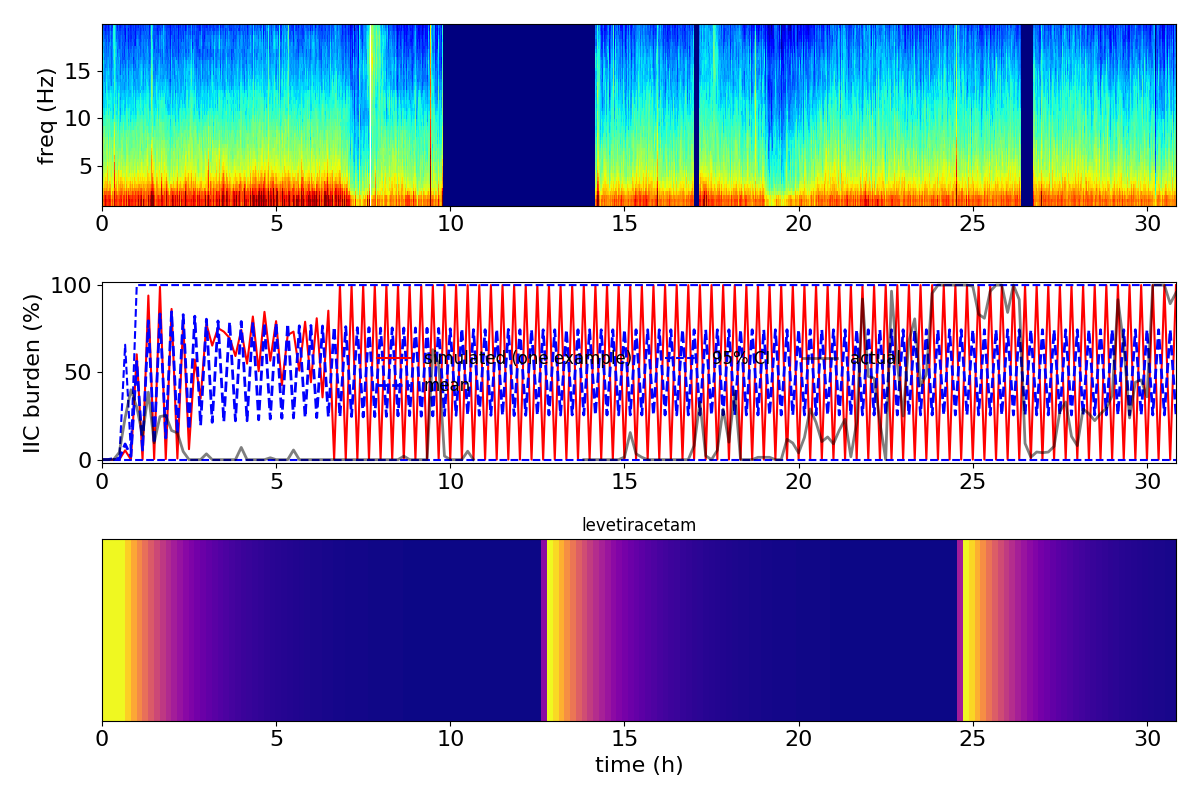 freq (Hz)
15
10
5
0 5 10 15 20 25 30
IIC burden (%)
100
50
0
simulated (one example) 95% CI actual
mean
0 5 10 15 20 25 30
levetiracetam
0 5 10 15 20 25 30
time (h)